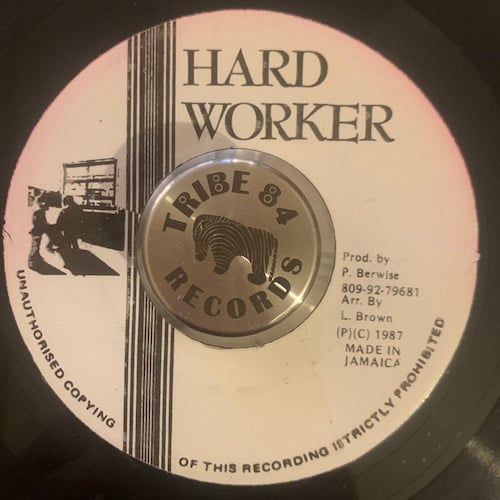 HARD
WORKER
TRIBE 84
RECORDS
Prod. by
P. Berwise
809-92-79681
Arr. By
L. Brown
(P)(C) 1987
MADE IN
JAMAICA
UNAUTHORISED COPYING
OF THIS RECORDING STRICTLY PROHIBITED